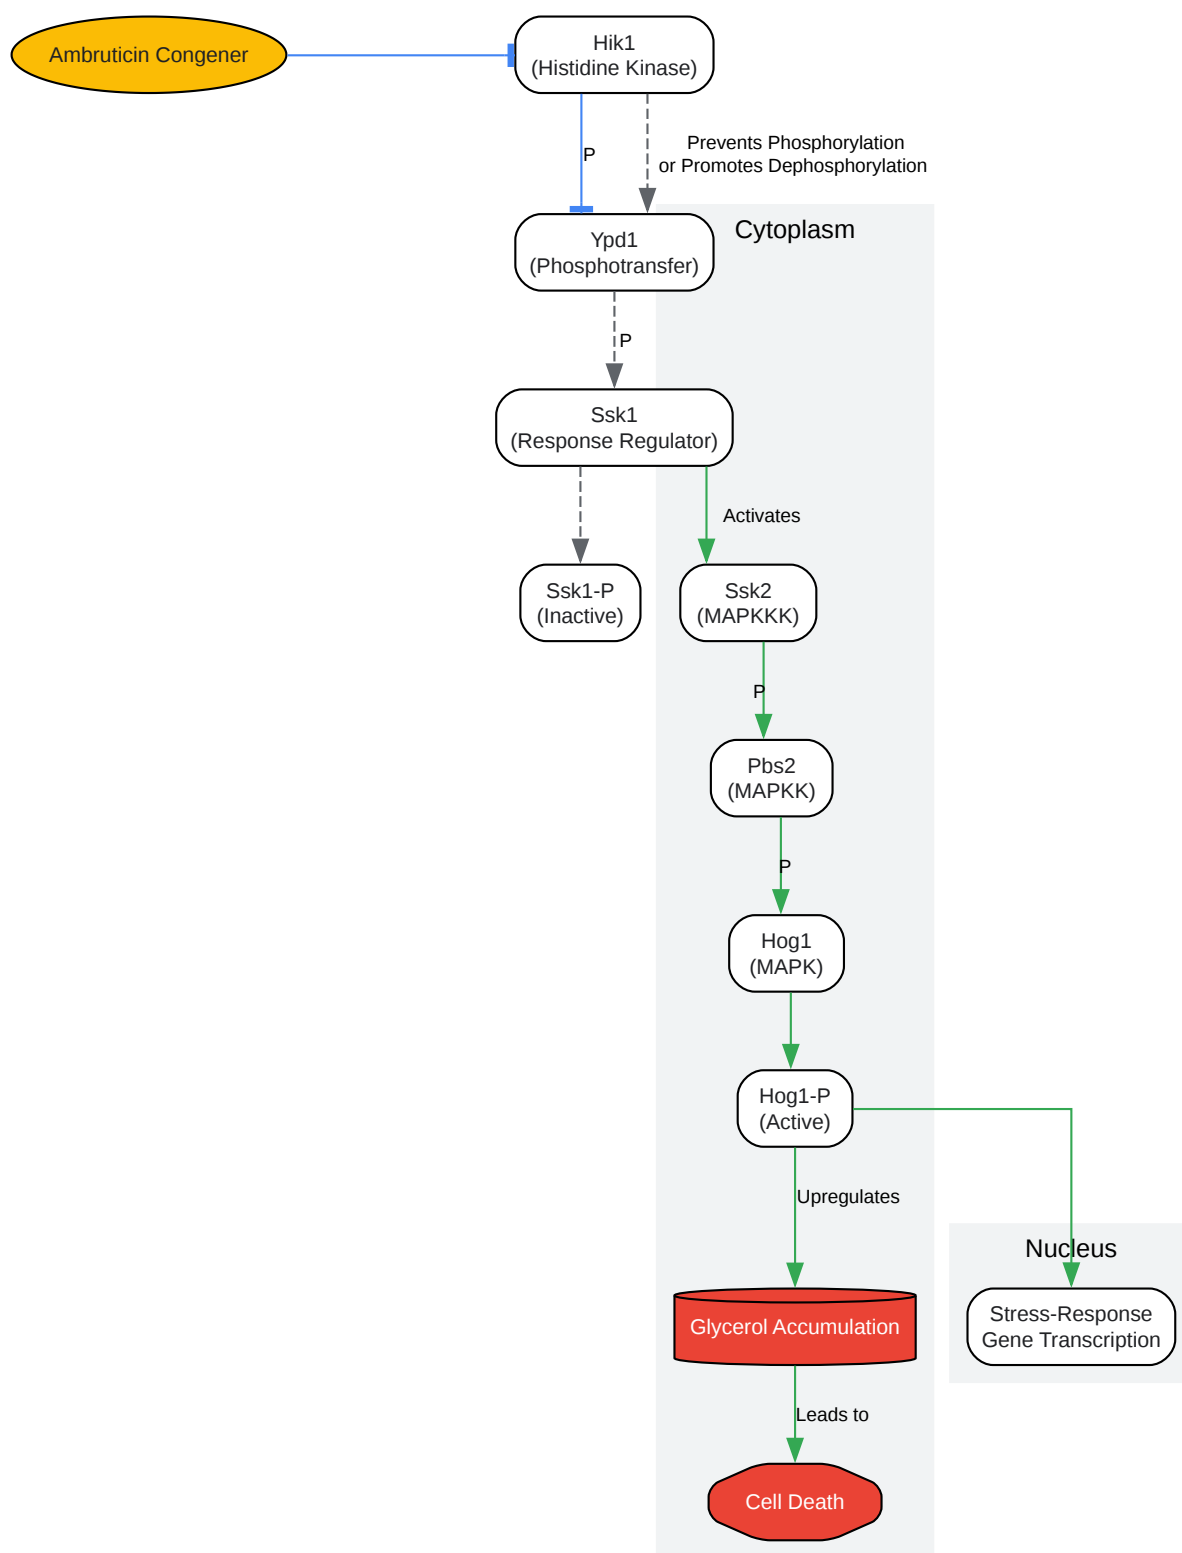 Ambruticin Congener
Hik1
(Histidine Kinase)
P
Prevents Phosphorylation
or Promotes Dephosphorylation
Cytoplasm
Ypd1
(Phosphotransfer)
P
Ssk1
(Response Regulator)
Activates
Ssk1-P
(Inactive)
Ssk2
(MAPKKK)
P
Pbs2
(MAPKK)
P
Hog1
(MAPK)
Hog1-P
(Active)
Upregulates
Nucleus
Glycerol Accumulation
Stress-Response
Gene Transcription
Leads to
Cell Death